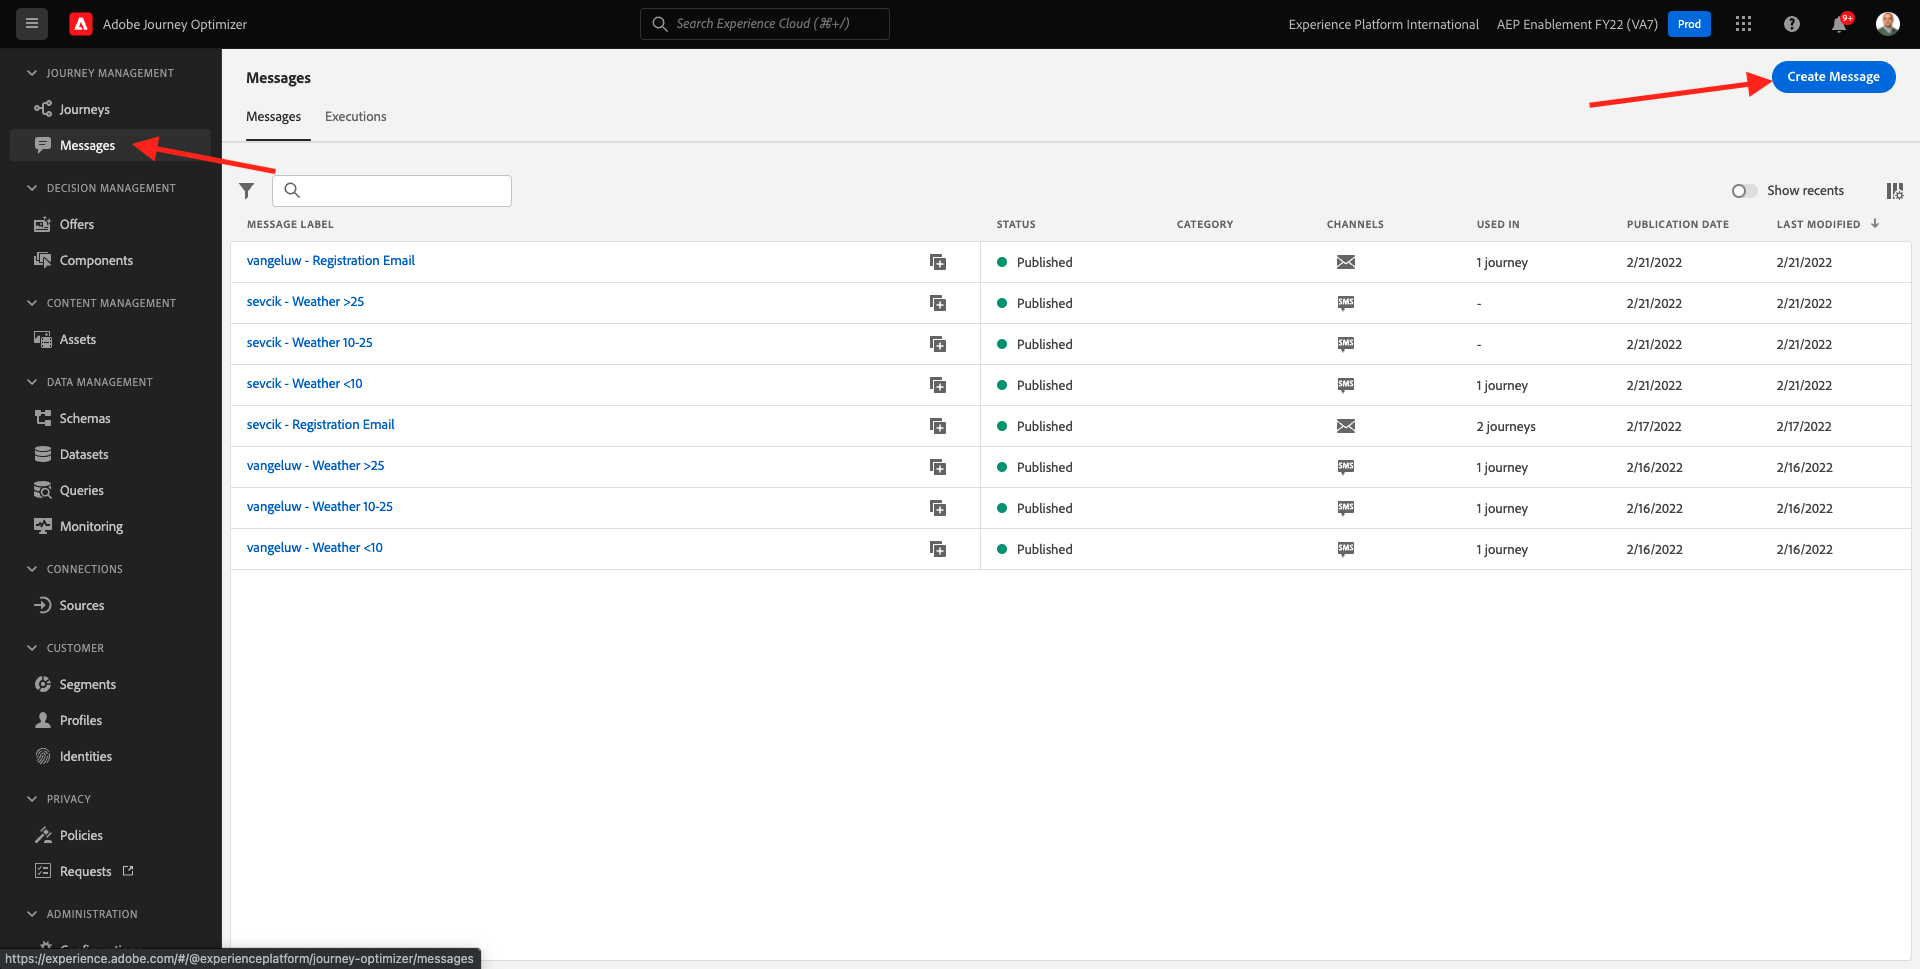 Adobe Journey Optimizer
Search Experience Cloud (⌘+/)
Experience Platform International
AEP Enablement FY22 (VA7)
Prod
9+
JOURNEY MANAGEMENT
Journeys
Messages
DECISION MANAGEMENT
Offers
Components
CONTENT MANAGEMENT
Assets
DATA MANAGEMENT
Schemas
Datasets
Queries
Monitoring
CONNECTIONS
Sources
CUSTOMER
Segments
Profiles
Identities
PRIVACY
Policies
Requests
ADMINISTRATION
https://experience.adobe.com/#/@experienceplatform/journey-optimizer/messages
Messages
Create Message
Messages Executions
Show recents
MESSAGE LABEL STATUS CATEGORY CHANNELS USED IN PUBLICATION DATE LAST MODIFIED
vangeluw - Registration Email Published 1 journey 2/21/2022 2/21/2022
sevcik - Weather >25 Published SMS - 2/21/2022 2/21/2022
sevcik - Weather 10-25 Published SMS - 2/21/2022 2/21/2022
sevcik - Weather <10 Published SMS 1 journey 2/21/2022 2/21/2022
sevcik - Registration Email Published 2 journeys 2/17/2022 2/17/2022
vangeluw - Weather >25 Published SMS 1 journey 2/16/2022 2/16/2022
vangeluw - Weather 10-25 Published SMS 1 journey 2/16/2022 2/16/2022
vangeluw - Weather <10 Published SMS 1 journey 2/16/2022 2/16/2022